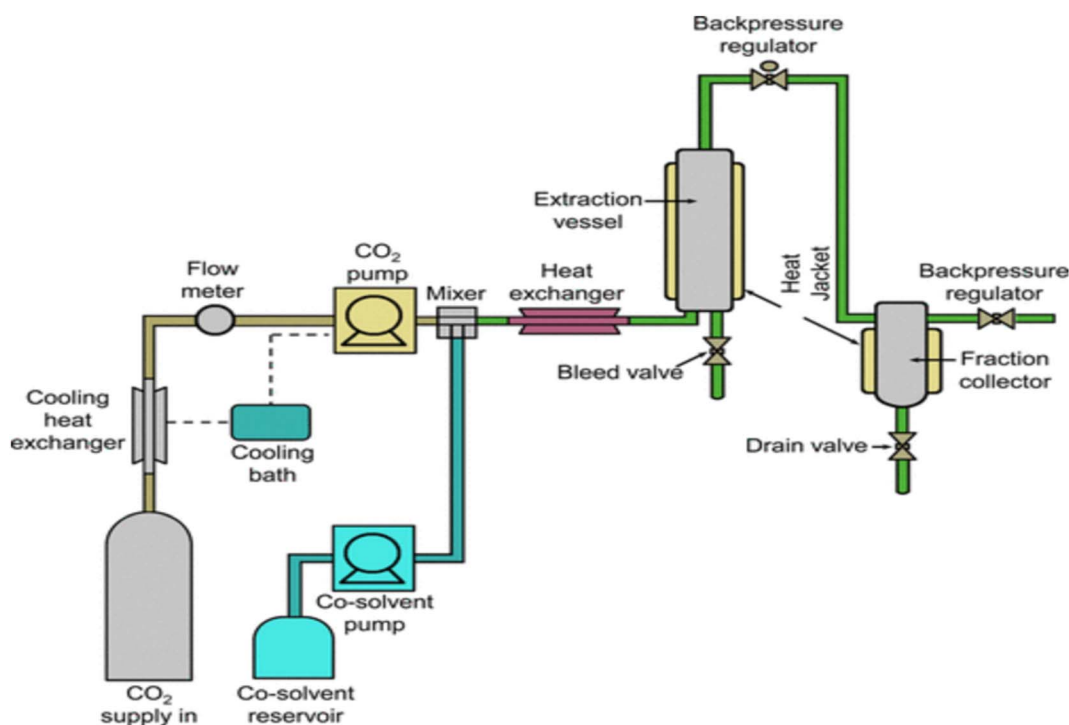 Backpressure
regulator
Extraction
vessel
CO₂
pump
Flow
meter
Mixer
Heat
exchanger
Heat
Jacket
Backpressure
regulator
Bleed valve
Fraction
collector
Cooling
heat
exchanger
Cooling
bath
Drain valve
Co-solvent
pump
CO₂
supply in
Co-solvent
reservoir